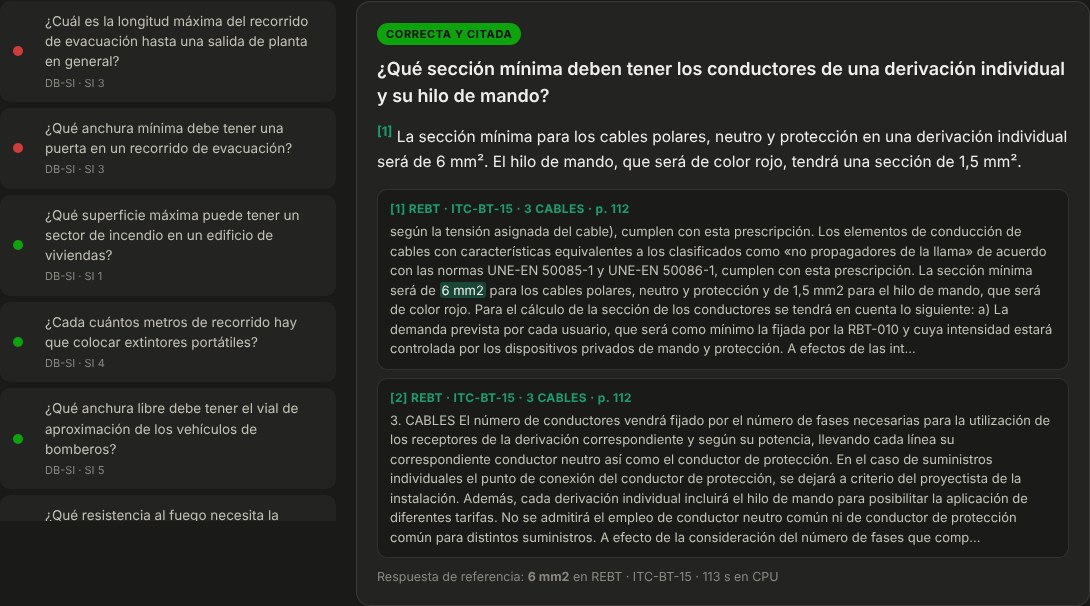 ¿Cuál es la longitud máxima del recorrido
de evacuación hasta una salida de planta
en general?
DB-SI · SI 3
¿Qué anchura mínima debe tener una
puerta en un recorrido de evacuación?
DB-SI · SI 3
¿Qué superficie máxima puede tener un
sector de incendio en un edificio de
viviendas?
DB-SI · SI 1
¿Cada cuántos metros de recorrido hay
que colocar extintores portátiles?
DB-SI · SI 4
¿Qué anchura libre debe tener el vial de
aproximación de los vehículos de
bomberos?
DB-SI · SI 5
¿Qué resistencia al fuego necesita la
CORRECTA Y CITADA
¿Qué sección mínima deben tener los conductores de una derivación individual
y su hilo de mando?
[1] La sección mínima para los cables polares, neutro y protección en una derivación individual
será de 6 mm². El hilo de mando, que será de color rojo, tendrá una sección de 1,5 mm².
[1] REBT · ITC-BT-15 · 3 CABLES · p. 112
según la tensión asignada del cable), cumplen con esta prescripción. Los elementos de conducción de
cables con características equivalentes a los clasificados como «no propagadores de la llama» de acuerdo
con las normas UNE-EN 50085-1 y UNE-EN 50086-1, cumplen con esta prescripción. La sección mínima
será de 6 mm2 para los cables polares, neutro y protección y de 1,5 mm2 para el hilo de mando, que será
de color rojo. Para el cálculo de la sección de los conductores se tendrá en cuenta lo siguiente: a) La
demanda prevista por cada usuario, que será como mínimo la fijada por la RBT-010 y cuya intensidad estará
controlada por los dispositivos privados de mando y protección. A efectos de las int...
[2] REBT · ITC-BT-15 · 3 CABLES · p. 112
3. CABLES El número de conductores vendrá fijado por el número de fases necesarias para la utilización de
los receptores de la derivación correspondiente y según su potencia, llevando cada línea su
correspondiente conductor neutro así como el conductor de protección. En el caso de suministros
individuales el punto de conexión del conductor de protección, se dejará a criterio del proyectista de la
instalación. Además, cada derivación individual incluirá el hilo de mando para posibilitar la aplicación de
diferentes tarifas. No se admitirá el empleo de conductor neutro común ni de conductor de protección
común para distintos suministros. A efecto de la consideración del número de fases que comp...
Respuesta de referencia: 6 mm2 en REBT · ITC-BT-15 · 113 s en CPU